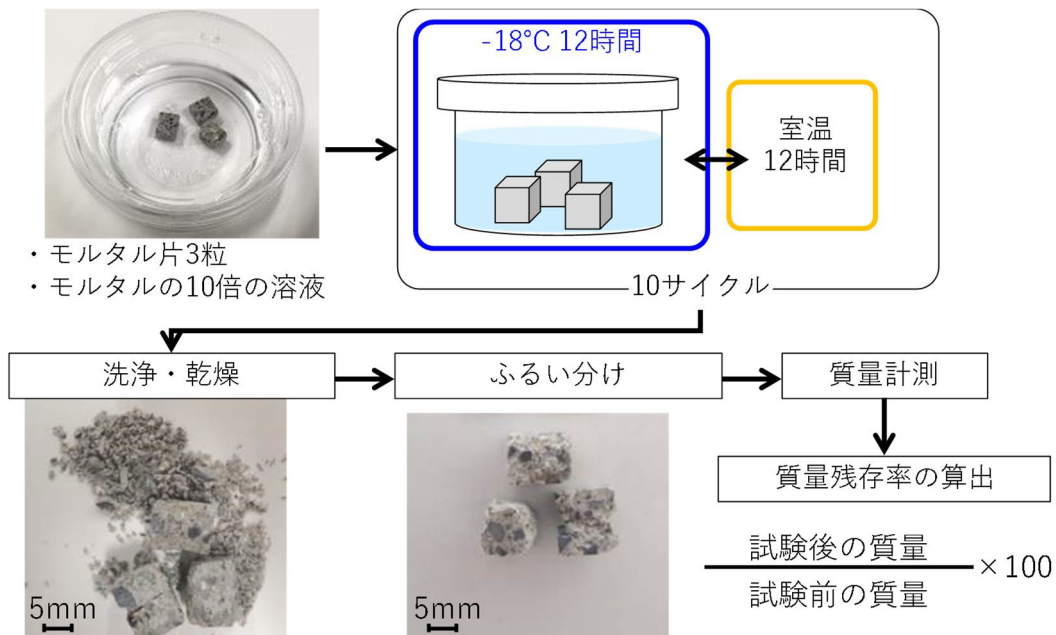 -18°C 12時間
室温
12時間
・モルタル片3粒
・モルタルの10倍の溶液
10サイクル
洗浄・乾燥
ふるい分け
質量計測
質量残存率の算出
試験後の質量
試験前の質量
×100
5mm
5mm